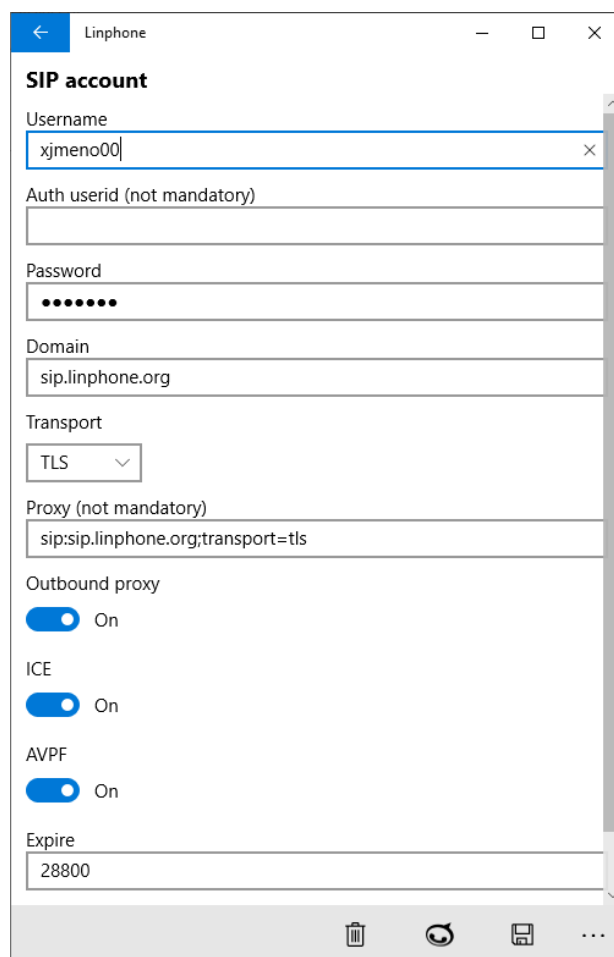 Linphone
SIP account
Username
xjmeno00
Auth userid (not mandatory)
Password
•••••••
Domain
sip.linphone.org
Transport
TLS
Proxy (not mandatory)
sip:sip.linphone.org;transport=tls
Outbound proxy
On
ICE
On
AVPF
On
Expire
28800